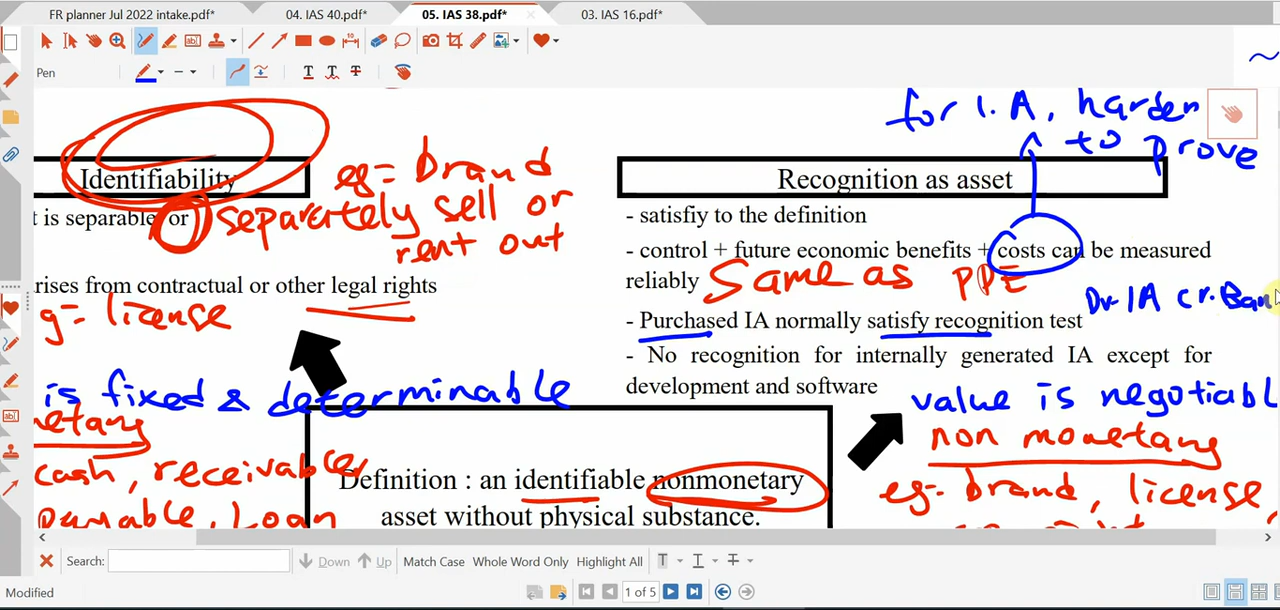 FR planner Jul 2022 intake.pdf*
04. IAS 40.pdf*
05. IAS 38.pdf*
03. IAS 16.pdf*
Pen
for I.A, harder
to prove
Identifiability
eg= brand
t is separable or
separately sell or
rent out
rises from contractual or other legal rights
g= license
Recognition as asset
- satisfiy to the definition
- control + future economic benefits + costs can be measured
reliably
Same as PPE
Dr. IA Cr. Ban
- Purchased IA normally satisfy recognition test
- No recognition for internally generated IA except for
development and software
is fixed & determinable
netary
cash, receivable,
payable, Loan
value is negotiabl
non monetary
eg= brand, license,
Definition : an identifiable nonmonetary
asset without physical substance.
Search:
Down
Up
Match Case
Whole Word Only
Highlight All
Modified
1 of 5